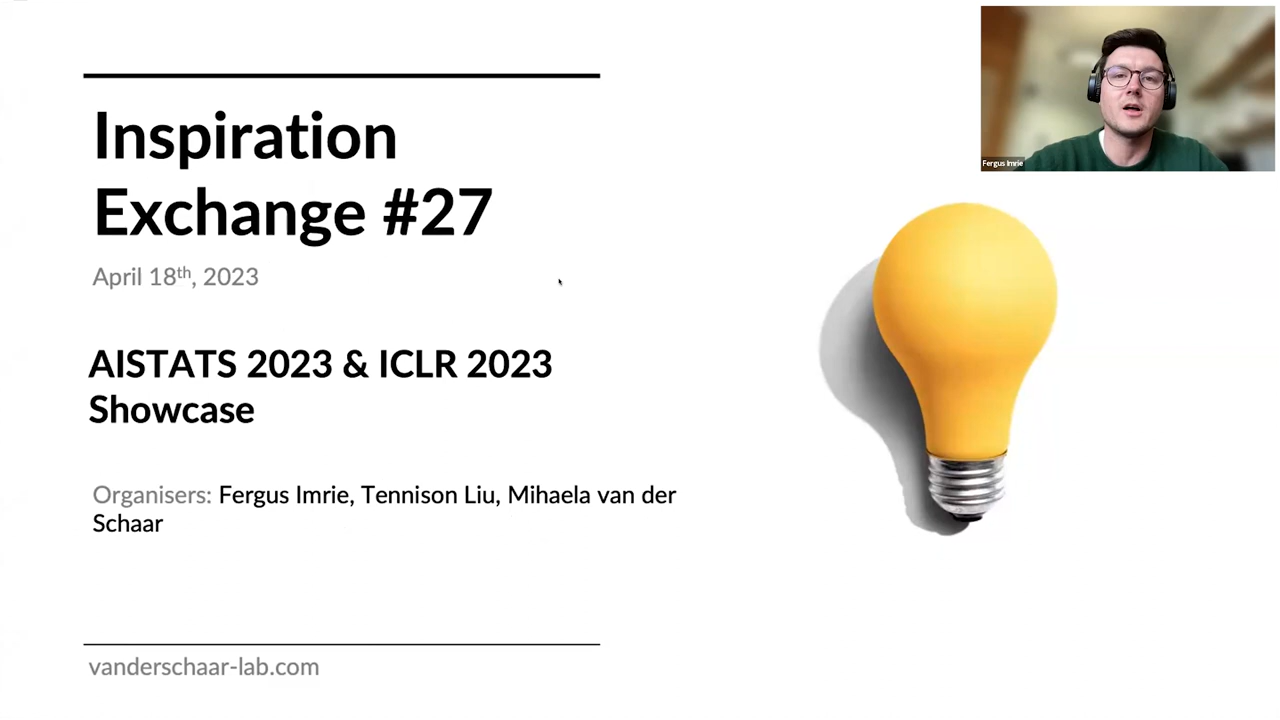 Inspiration
Exchange #27
April 18th, 2023
AISTATS 2023 & ICLR 2023
Showcase
Organisers: Fergus Imrie, Tennison Liu, Mihaela van der
Schaar
vanderschaar-lab.com
Fergus Imrie